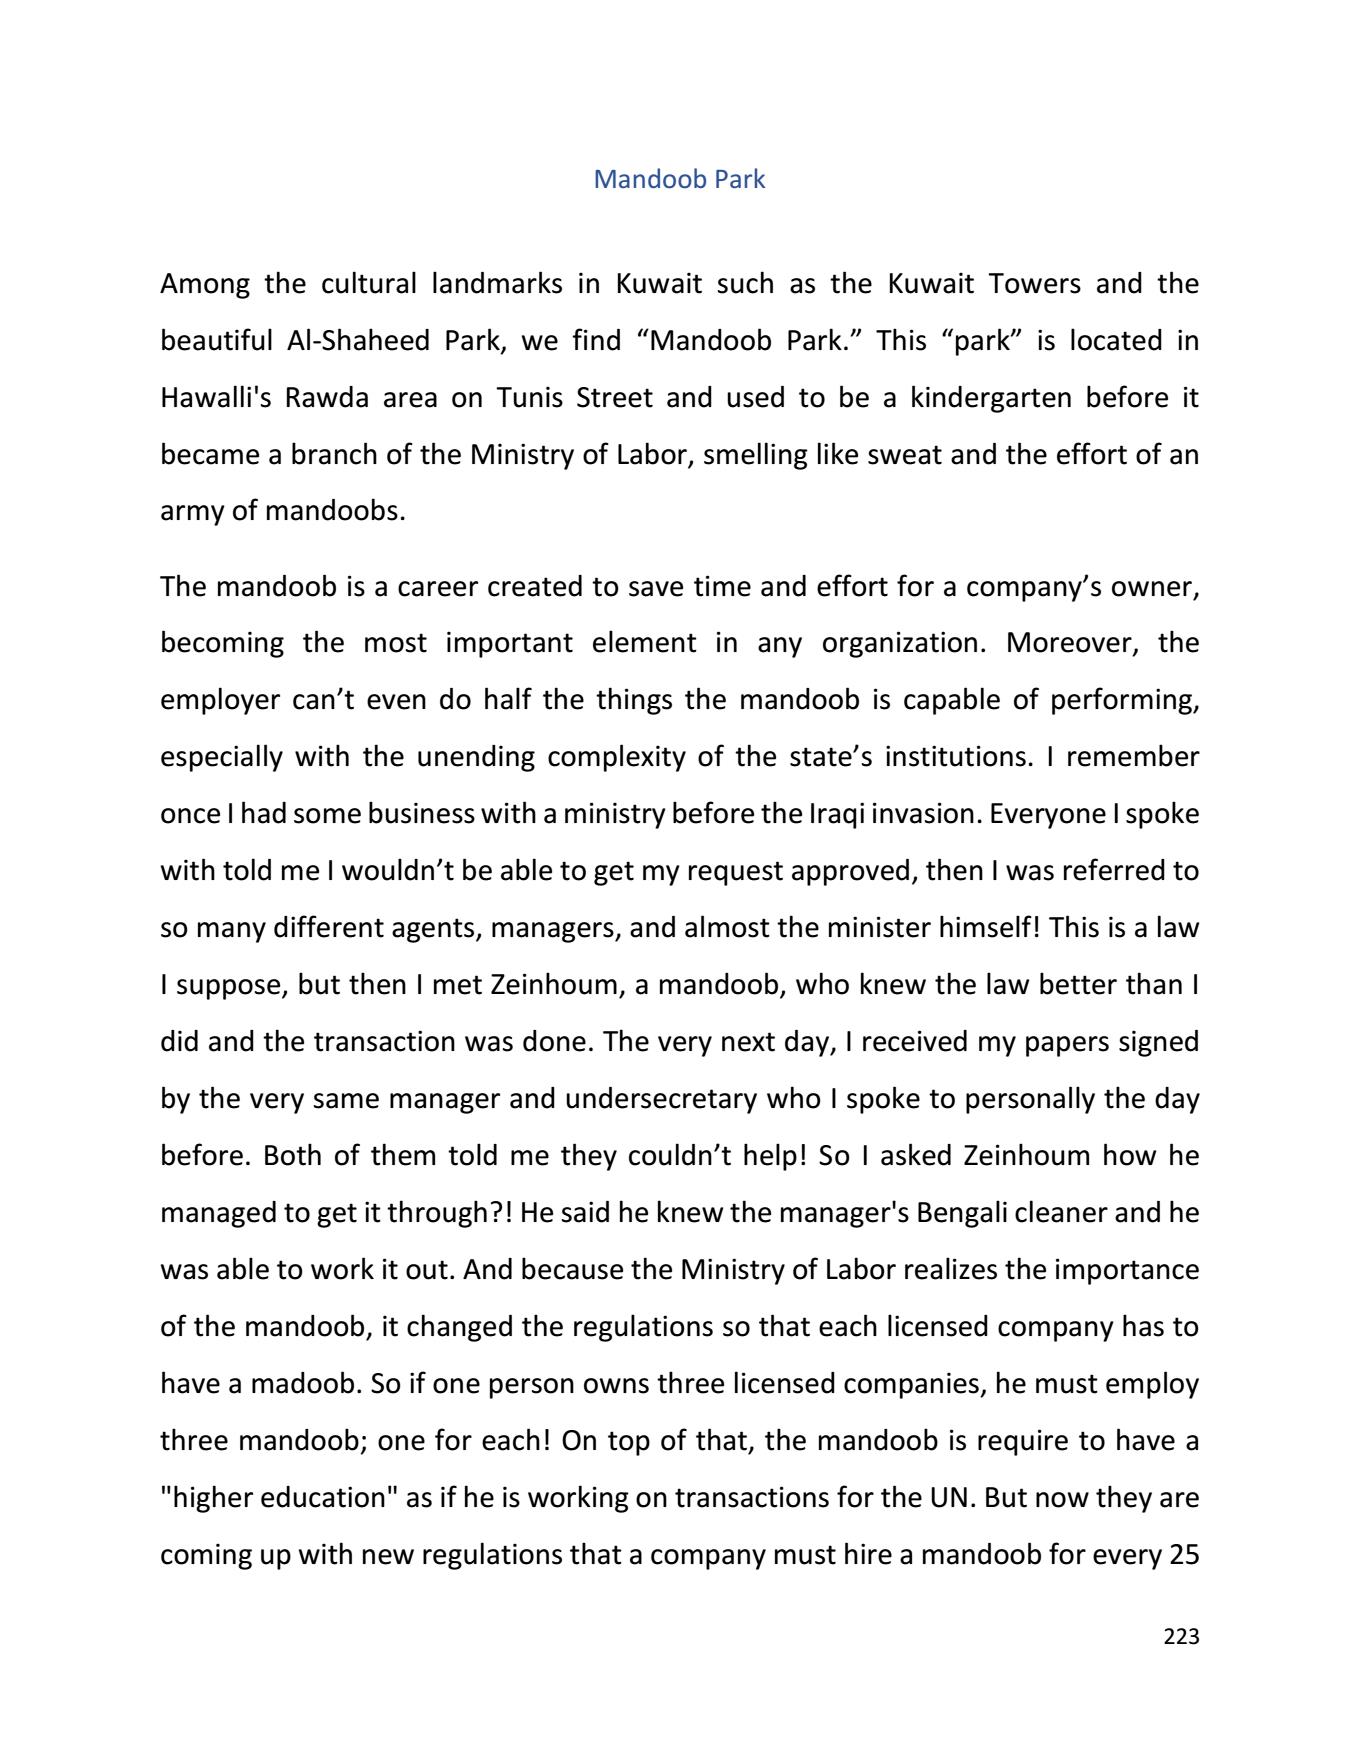 Mandoob Park
Among the cultural landmarks in Kuwait such as the Kuwait Towers and the
beautiful Al-Shaheed Park, we find “Mandoob Park.” This “park” is located in
Hawalli's Rawda area on Tunis Street and used to be a kindergarten before it
became a branch of the Ministry of Labor, smelling like sweat and the effort of an
army of mandoobs.
The mandoob is a career created to save time and effort for a company’s owner,
becoming the most important element in any organization. Moreover, the
employer can’t even do half the things the mandoob is capable of performing,
especially with the unending complexity of the state’s institutions. I remember
once I had some business with a ministry before the Iraqi invasion. Everyone I spoke
with told me I wouldn’t be able to get my request approved, then I was referred to
so many different agents, managers, and almost the minister himself! This is a law
I suppose, but then I met Zeinhoum, a mandoob, who knew the law better than I
did and the transaction was done. The very next day, I received my papers signed
by the very same manager and undersecretary who I spoke to personally the day
before. Both of them told me they couldn’t help! So I asked Zeinhoum how he
managed to get it through?! He said he knew the manager's Bengali cleaner and he
was able to work it out. And because the Ministry of Labor realizes the importance
of the mandoob, it changed the regulations so that each licensed company has to
have a madoob. So if one person owns three licensed companies, he must employ
three mandoob; one for each! On top of that, the mandoob is require to have a
"higher education" as if he is working on transactions for the UN. But now they are
coming up with new regulations that a company must hire a mandoob for every 25
223